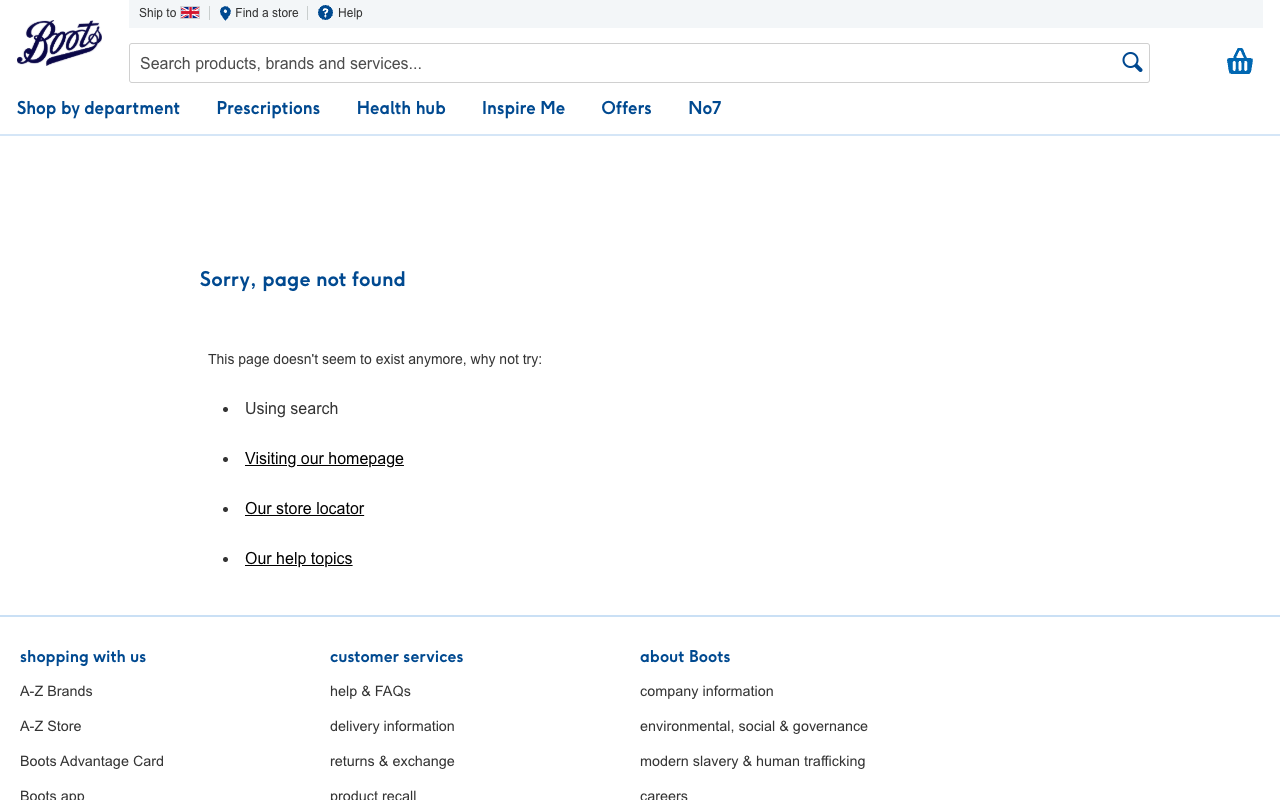 Boots
Ship to
Find a store
Help
Search products, brands and services...
Shop by department
Prescriptions
Health hub
Inspire Me
Offers
No7
Sorry, page not found
This page doesn't seem to exist anymore, why not try:
Using search
Visiting our homepage
Our store locator
Our help topics
shopping with us
A-Z Brands
A-Z Store
Boots Advantage Card
Boots app
customer services
help & FAQs
delivery information
returns & exchange
product recall
about Boots
company information
environmental, social & governance
modern slavery & human trafficking
careers